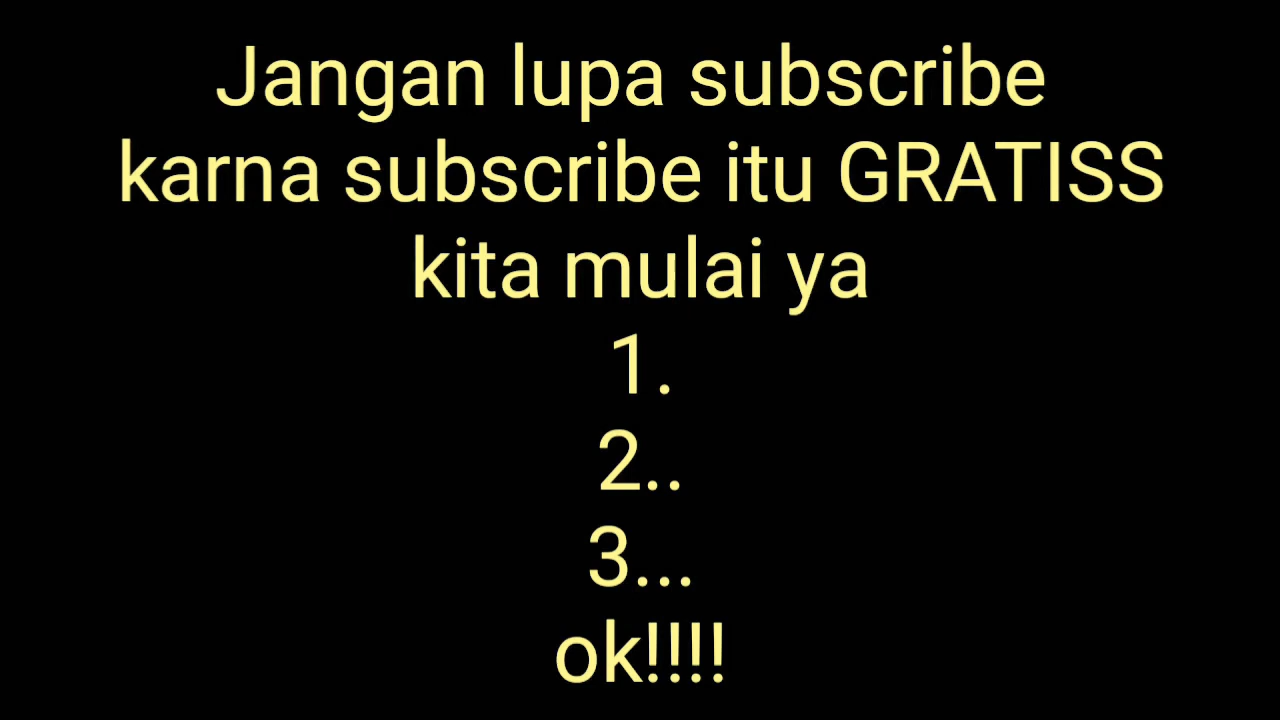 Jangan lupa subscribe
karna subscribe itu GRATISS
kita mulai ya
1.
2..
3...
ok!!!!